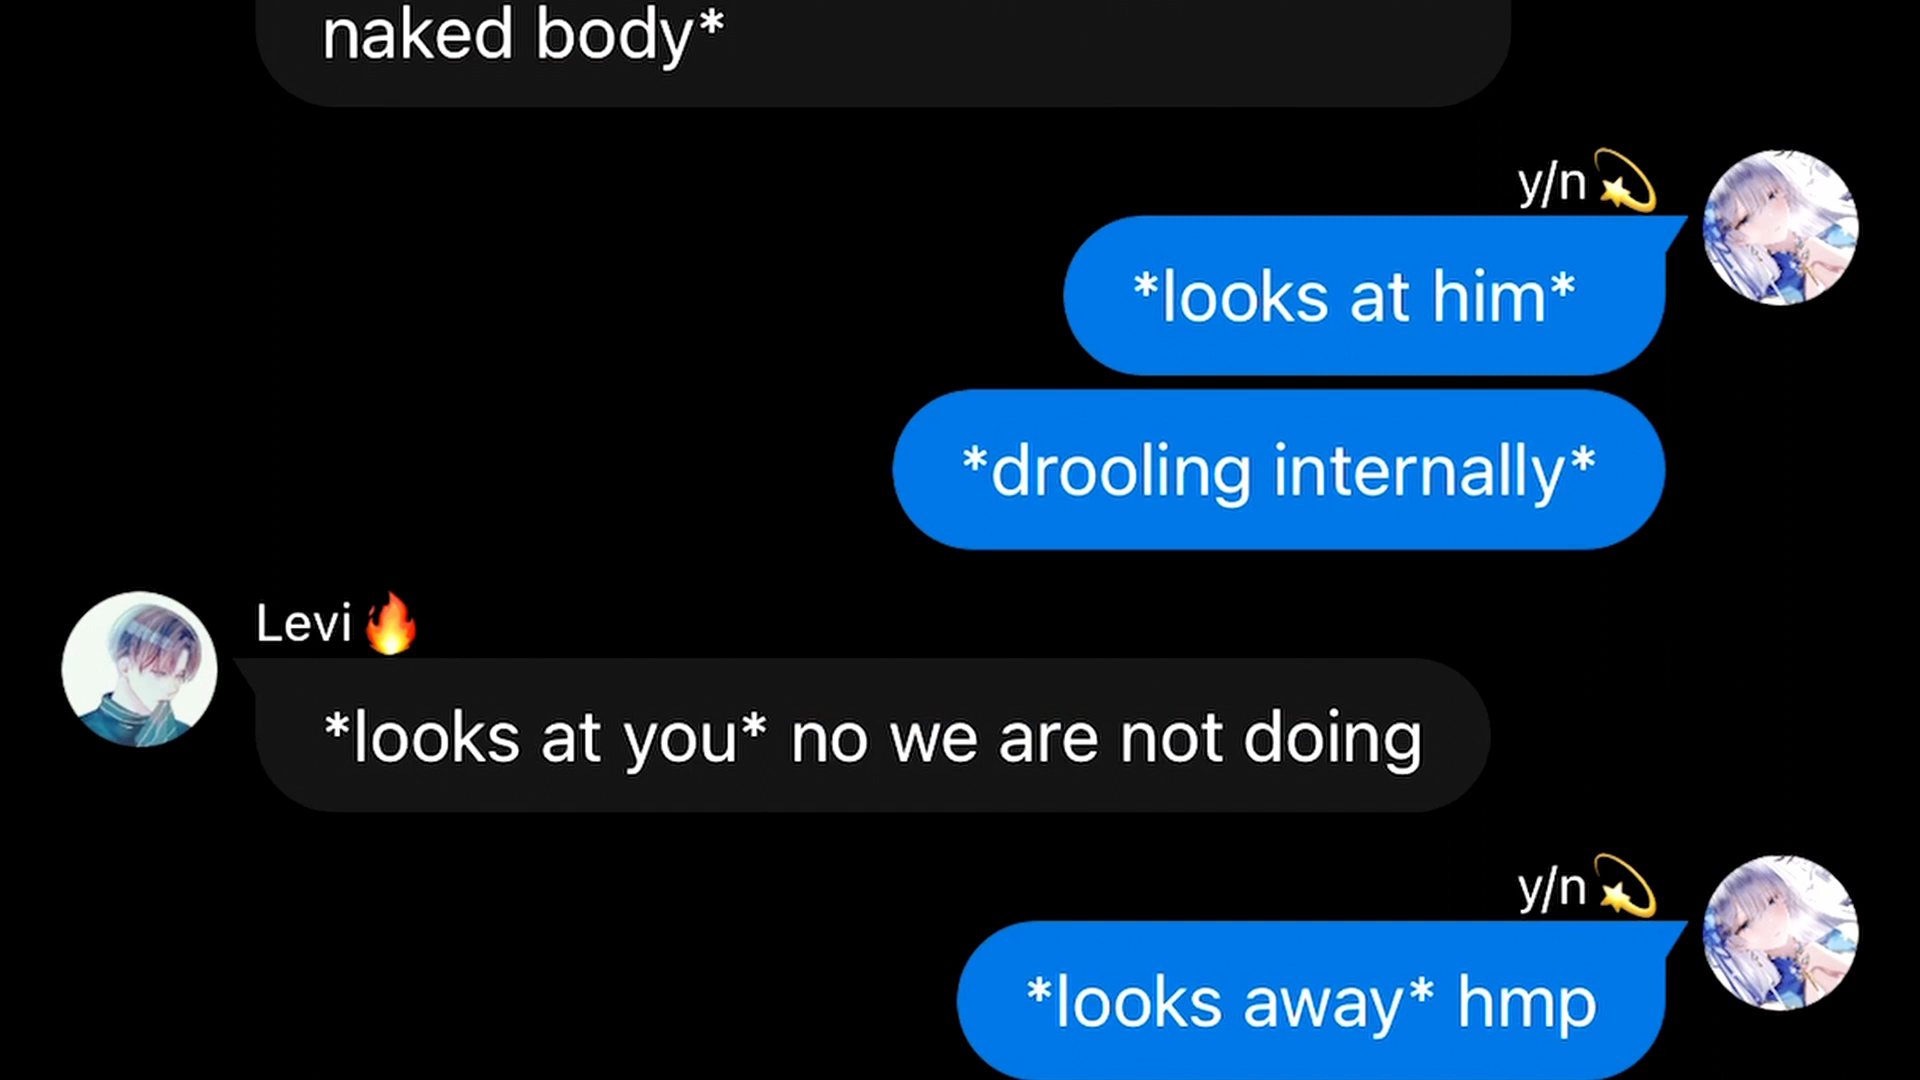 naked body*
y/n💫
*looks at him*
*drooling internally*
Levi🔥
*looks at you* no we are not doing
y/n💫
*looks away* hmp